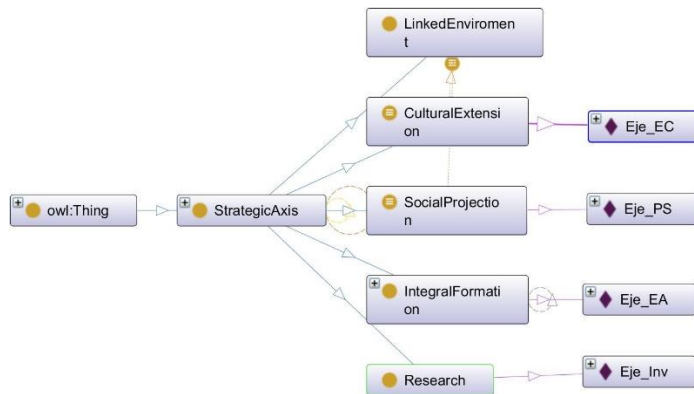 LinkedEnviromen
t
CulturalExtensi
on
Eje_EC
owl:Thing
StrategicAxis
SocialProjectio
n
Eje_PS
IntegralFormati
on
Eje_EA
Research
Eje_Inv